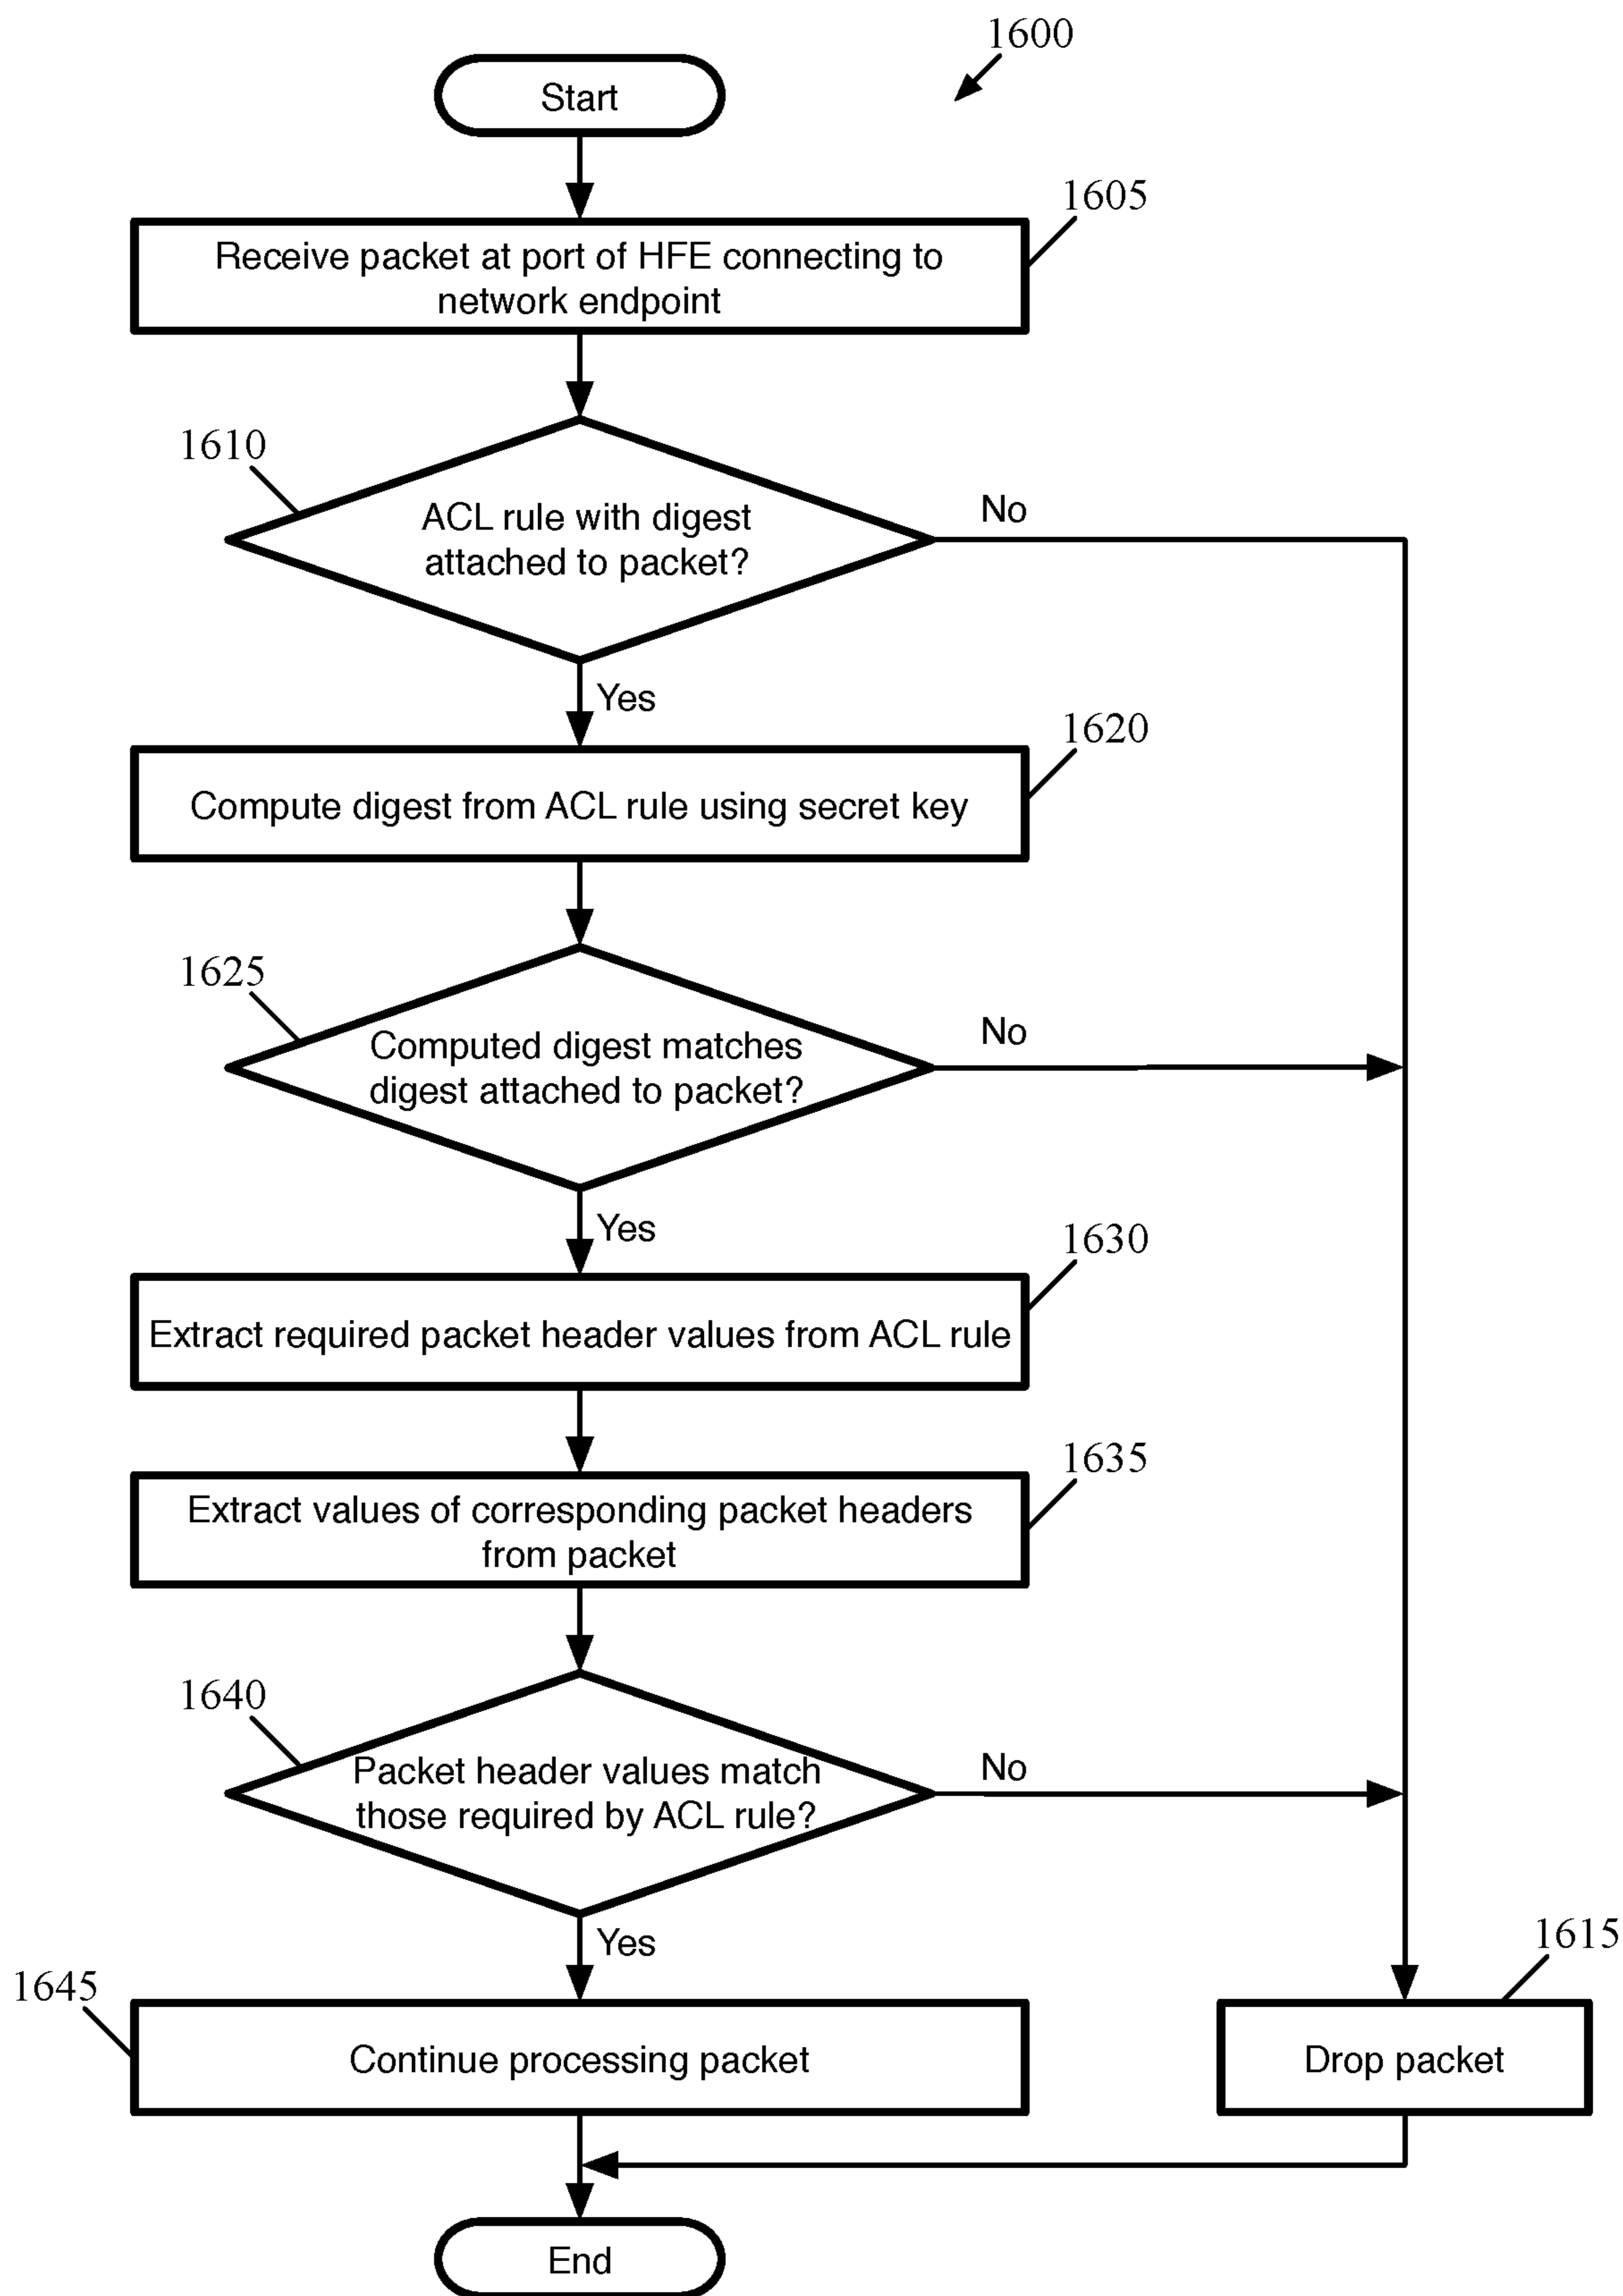 1600
Start
1605
Receive packet at port of HFE connecting to
network endpoint
1610
ACL rule with digest
attached to packet?
No
Yes
1620
Compute digest from ACL rule using secret key
1625
Computed digest matches
digest attached to packet?
No
Yes
1630
Extract required packet header values from ACL rule
1635
Extract values of corresponding packet headers
from packet
1640
Packet header values match
those required by ACL rule?
No
Yes
1645
Continue processing packet
1615
Drop packet
End